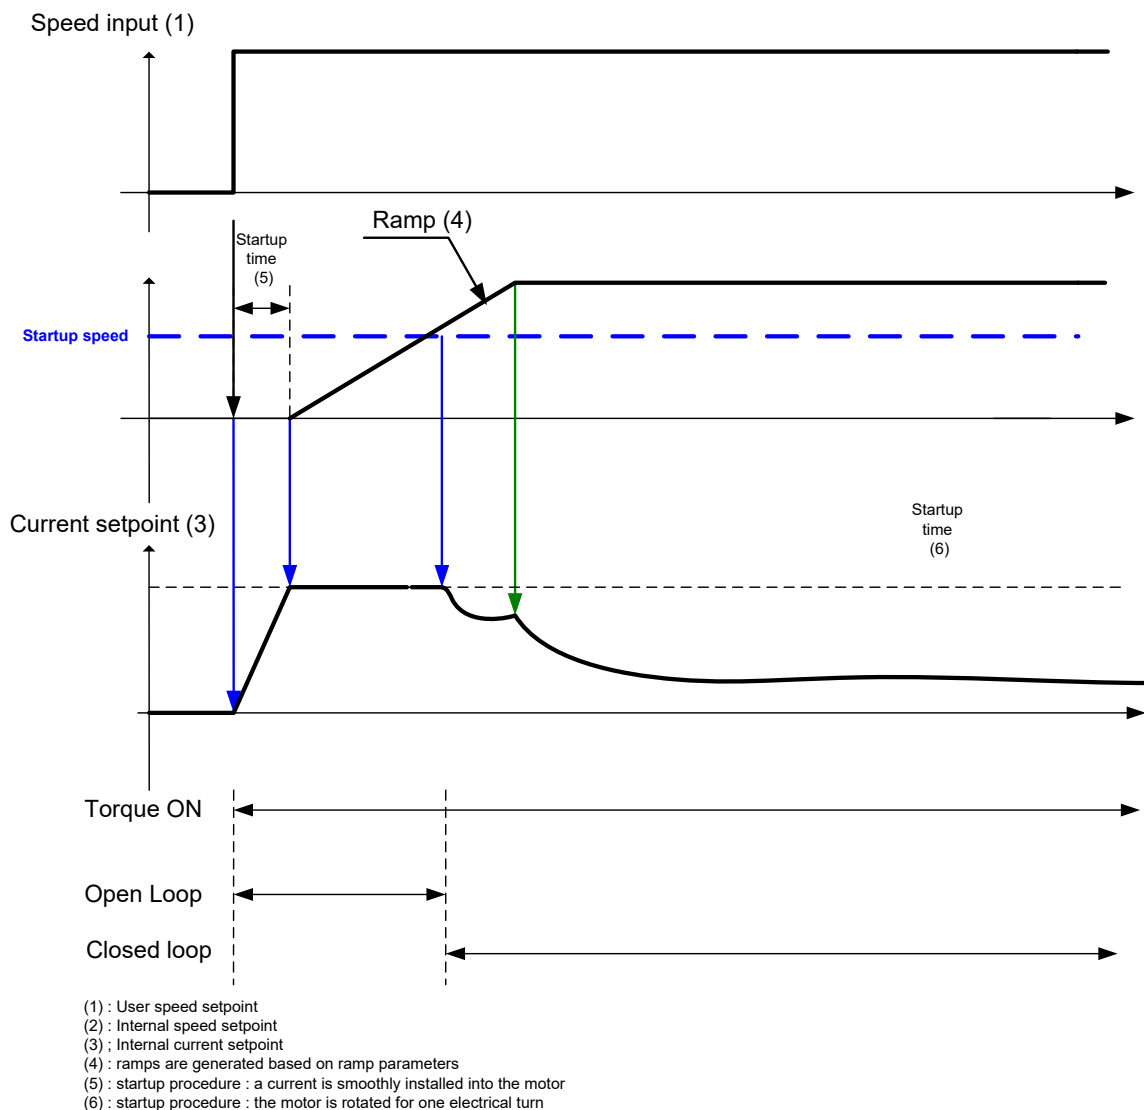 Speed input (1)
Ramp (4)
Startup
time
(5)
Startup speed
Current setpoint (3)
Startup
time
(6)
Torque ON
Open Loop
Closed loop
(1) : User speed setpoint
(2) : Internal speed setpoint
(3) ; Internal current setpoint
(4) : ramps are generated based on ramp parameters
(5) : startup procedure : a current is smoothly installed into the motor
(6) : startup procedure : the motor is rotated for one electrical turn